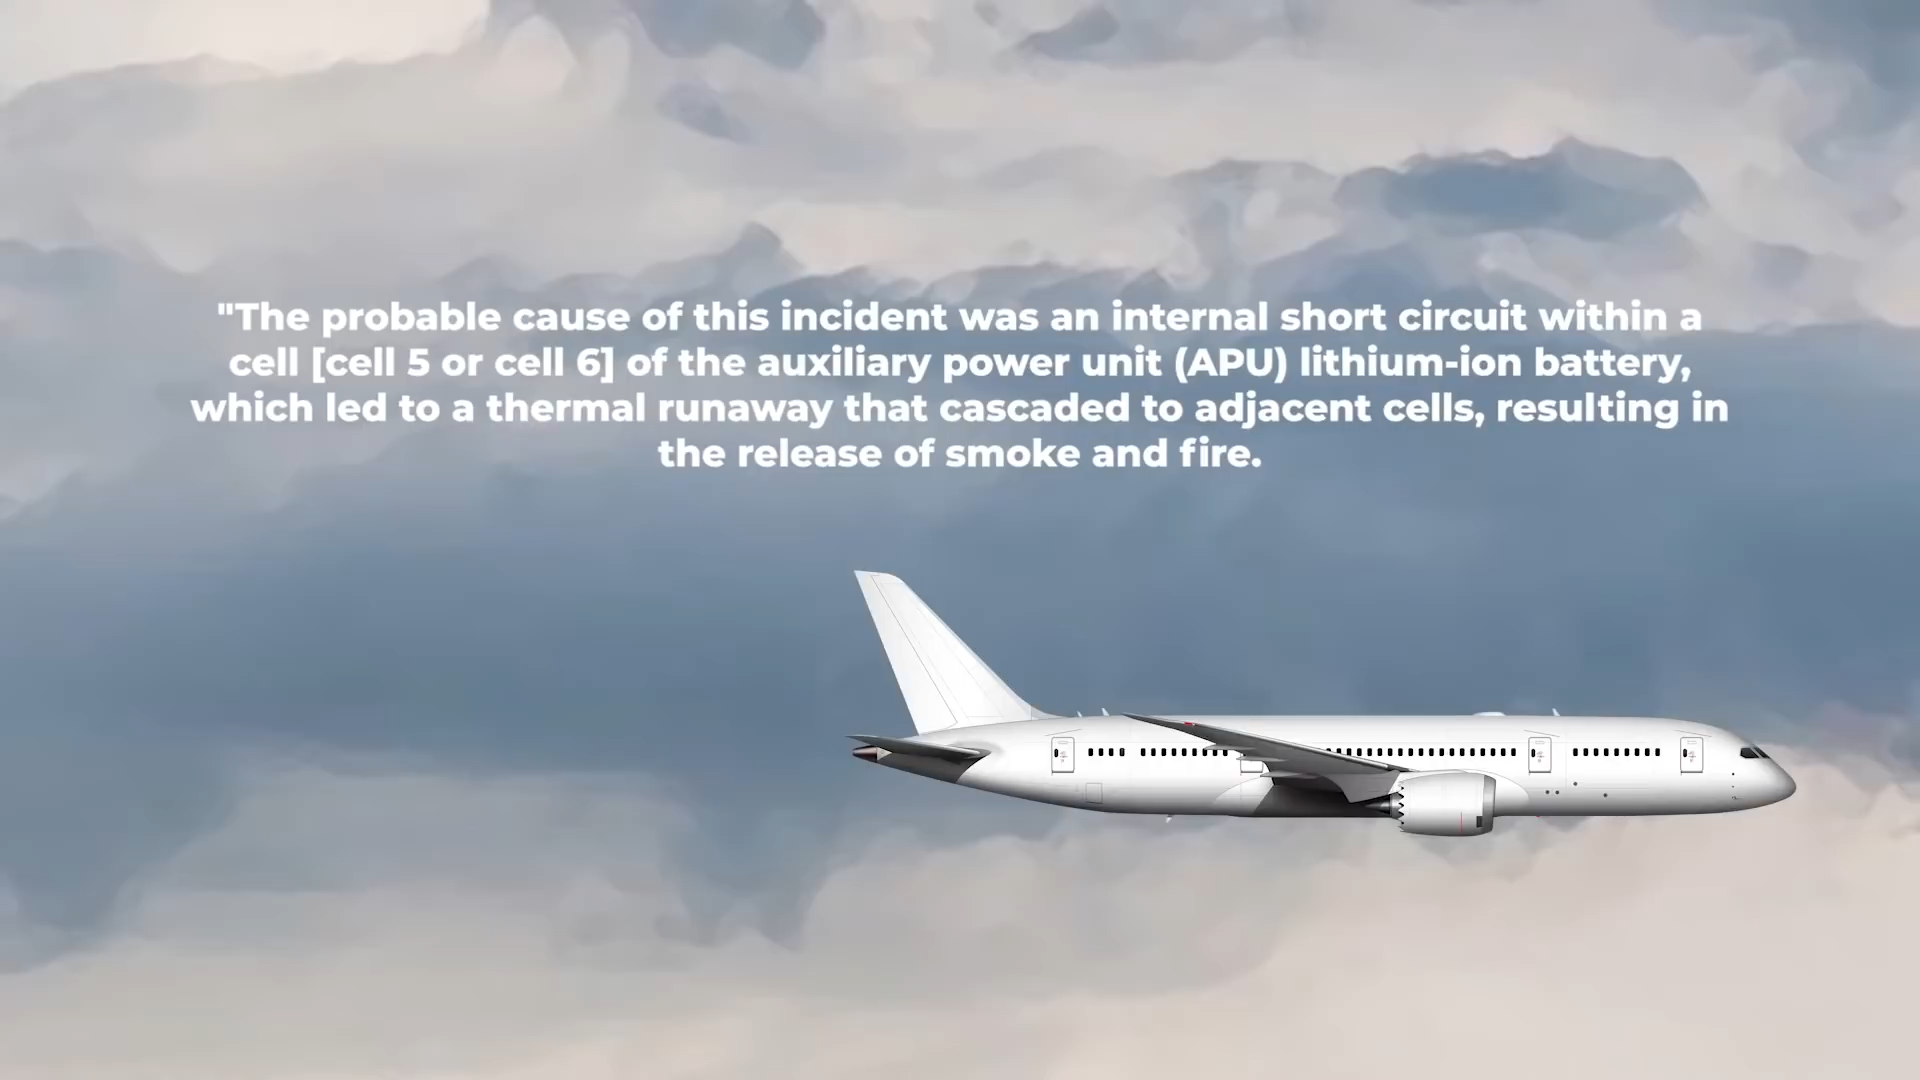 "The probable cause of this incident was an internal short circuit within a
cell [cell 5 or cell 6] of the auxiliary power unit (APU) lithium-ion battery,
which led to a thermal runaway that cascaded to adjacent cells, resulting in
the release of smoke and fire.